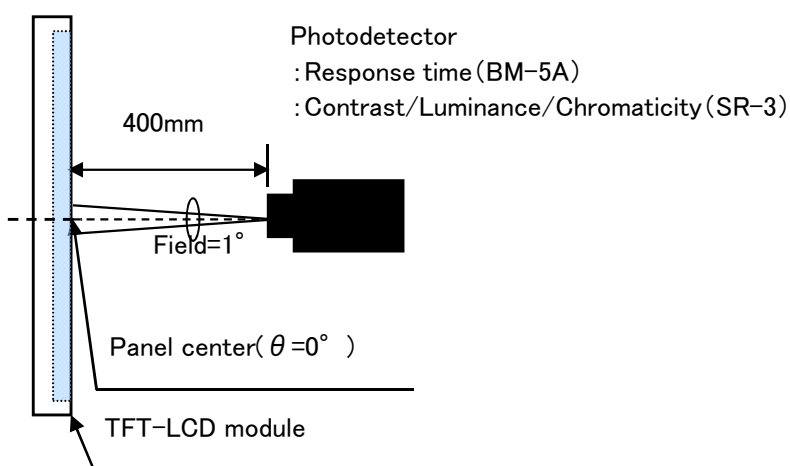 Photodetector
:Response time(BM-5A)
:Contrast/Luminance/Chromaticity(SR-3)
400mm
Field=1°
Panel center(θ=0° )
TFT-LCD module